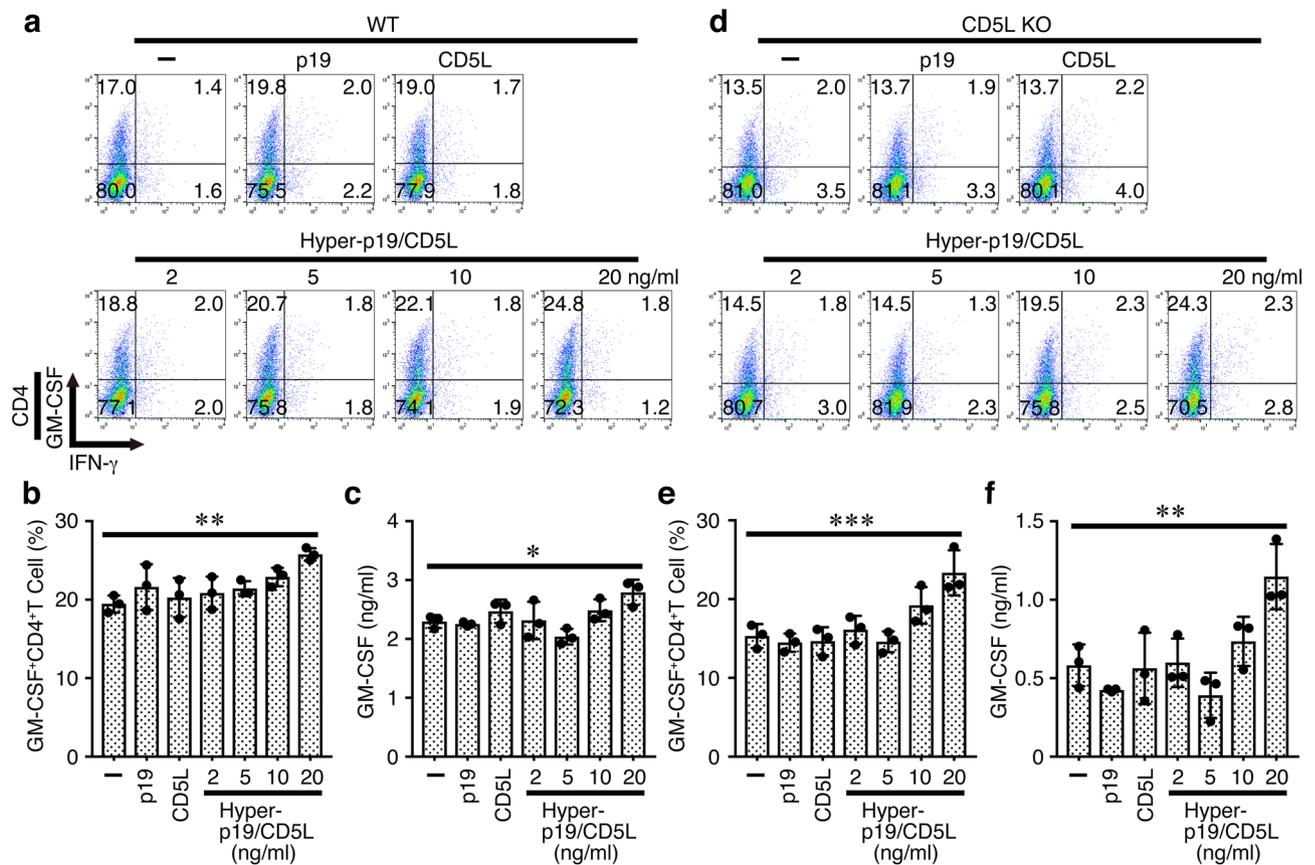 a
WT
–
p19
CD5L
17.0 1.4
80.0 1.6
19.8 2.0
75.5 2.2
19.0 1.7
77.9 1.8
Hyper-p19/CD5L
2 5 10 20 ng/ml
18.8 2.0
77.1 2.0
20.7 1.8
75.8 1.8
22.1 1.8
74.1 1.9
24.8 1.8
72.3 1.2
CD4
GM-CSF
IFN-γ
d
CD5L KO
–
p19
CD5L
13.5 2.0
81.0 3.5
13.7 1.9
81.1 3.3
13.7 2.2
80.1 4.0
Hyper-p19/CD5L
2 5 10 20 ng/ml
14.5 1.8
80.7 3.0
14.5 1.3
81.9 2.3
19.5 2.3
75.8 2.5
24.3 2.3
70.5 2.8
b
GM-CSF⁺CD4⁺T Cell (%)
30
20
10
0
**
– p19 CD5L 2 5 10 20
Hyper-
p19/CD5L
(ng/ml)
c
GM-CSF (ng/ml)
4
3
2
1
0
*
– p19 CD5L 2 5 10 20
Hyper-
p19/CD5L
(ng/ml)
e
GM-CSF⁺CD4⁺T Cell (%)
30
20
10
0
***
– p19 CD5L 2 5 10 20
Hyper-
p19/CD5L
(ng/ml)
f
GM-CSF (ng/ml)
1.5
1.0
0.5
0
**
– p19 CD5L 2 5 10 20
Hyper-
p19/CD5L
(ng/ml)